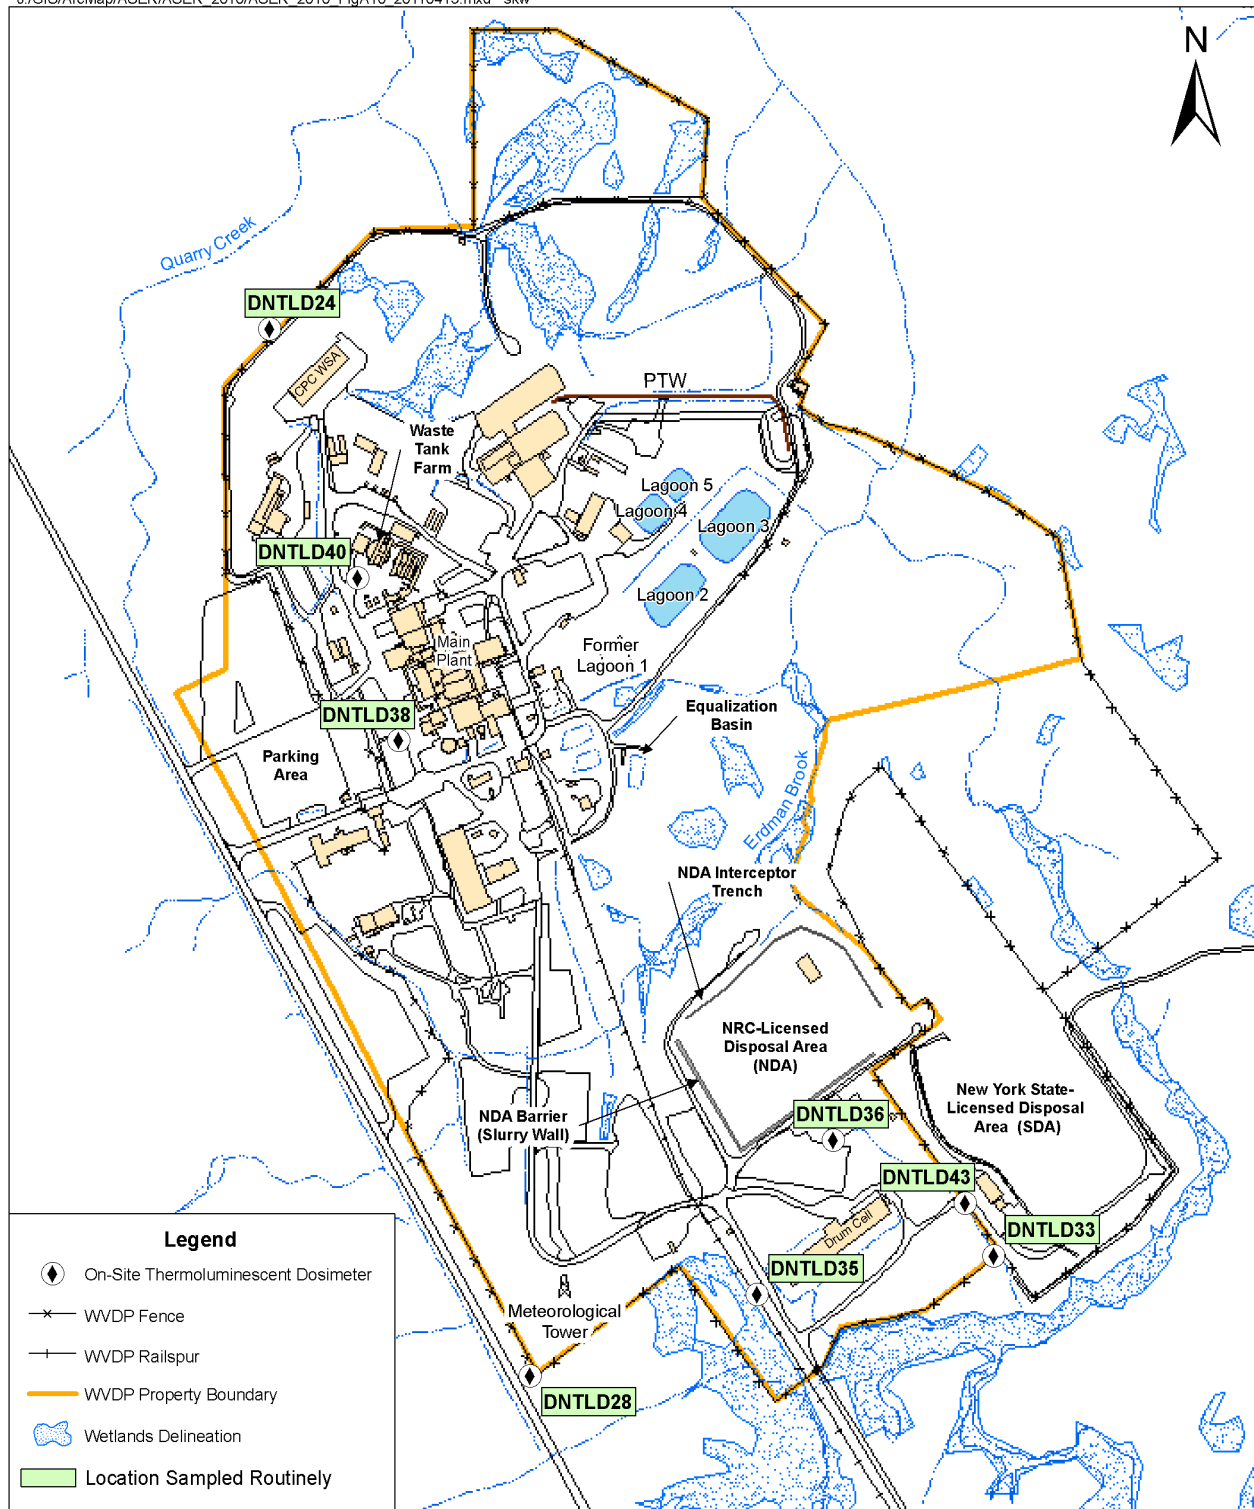 N
Quarry Creek
DNTLD24
CPC WSA
PTW
Waste
Tank
Farm
Lagoon 5
Lagoon 4
Lagoon 3
DNTLD40
Lagoon 2
Main
Plant
Former
Lagoon 1
DNTLD38
Equalization
Basin
Parking
Area
Erdman Brook
NDA Interceptor
Trench
NRC-Licensed
Disposal Area
(NDA)
New York State-
Licensed Disposal
Area (SDA)
NDA Barrier
(Slurry Wall)
DNTLD36
DNTLD43
DNTLD33
Drum Cell
DNTLD35
Meteorological
Tower
DNTLD28
Legend
On-Site Thermoluminescent Dosimeter
WVDP Fence
WVDP Railspur
WVDP Property Boundary
Wetlands Delineation
Location Sampled Routinely